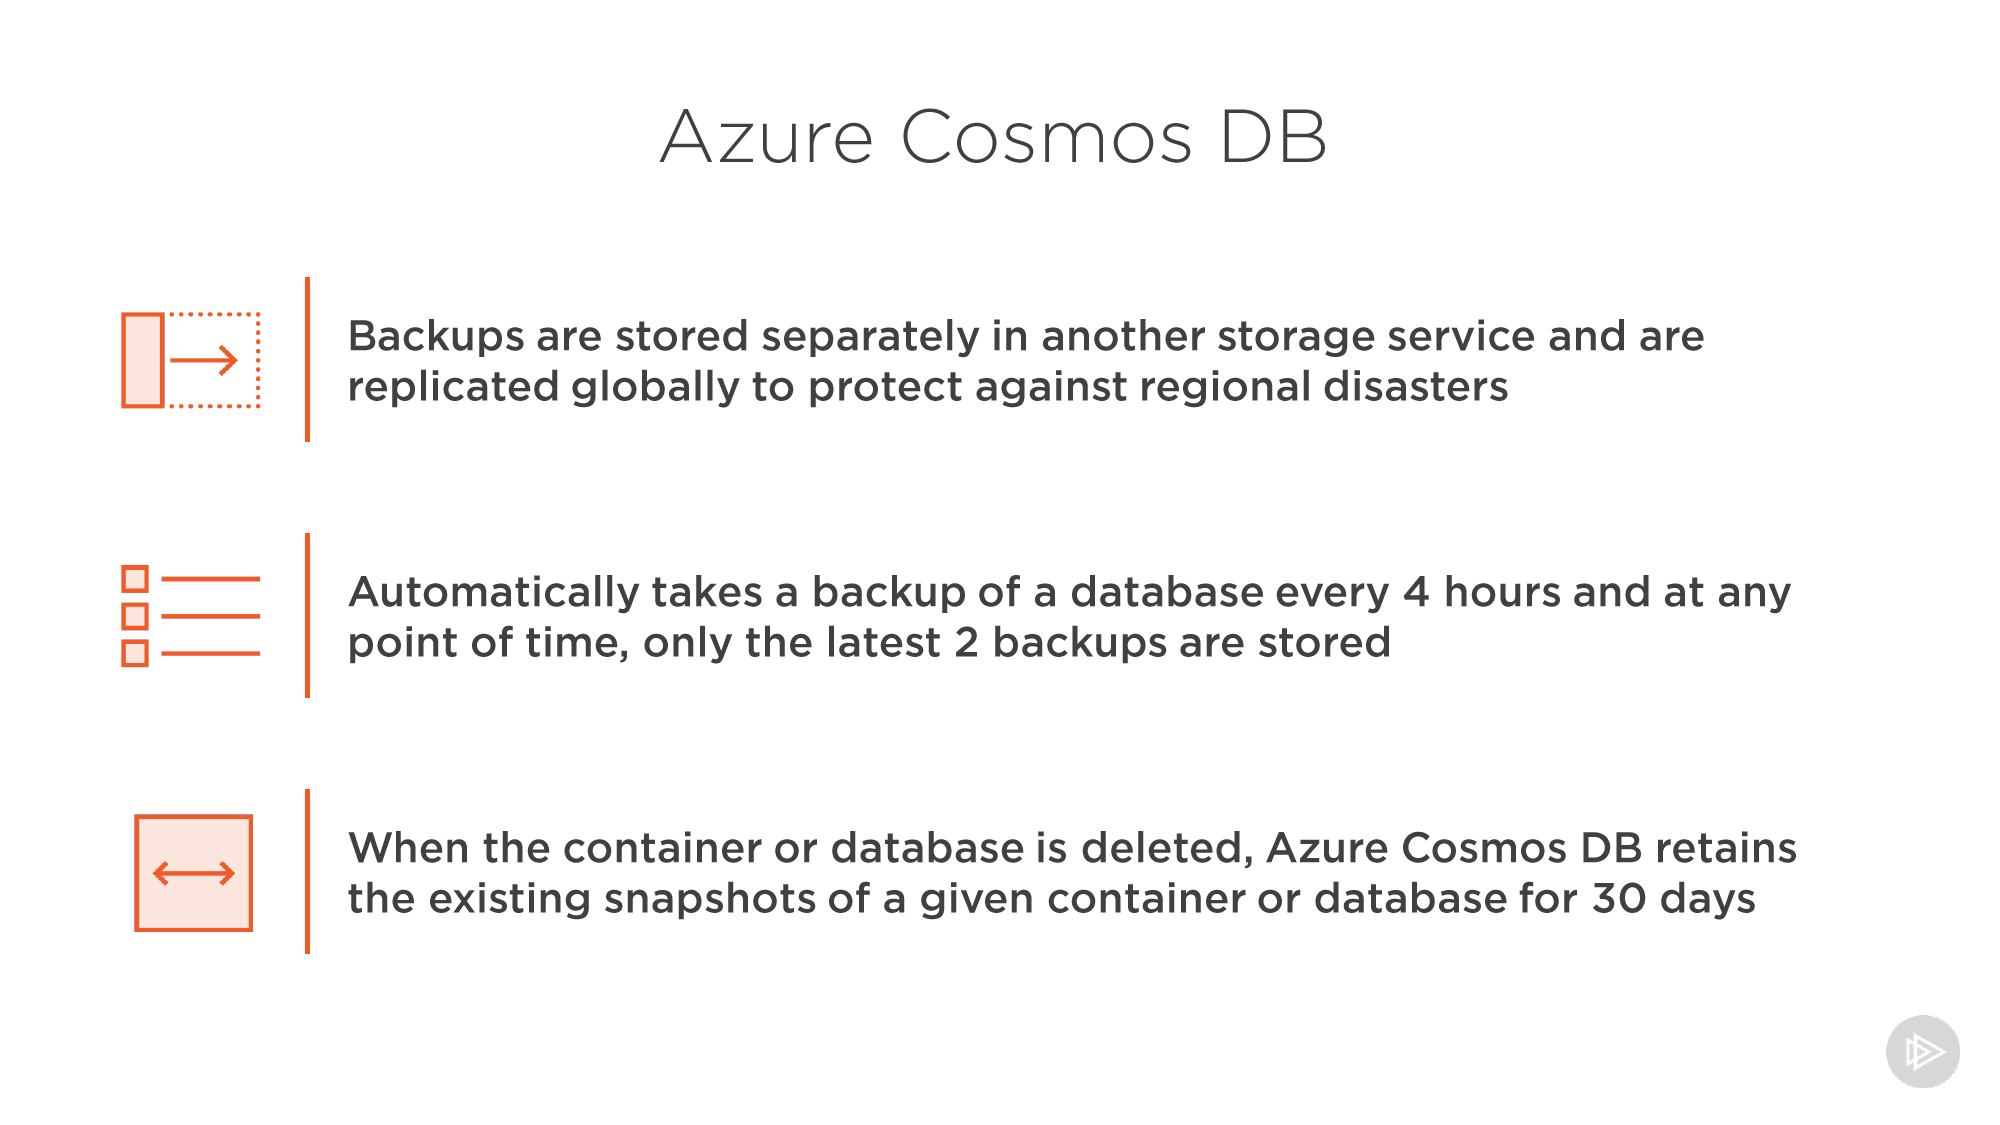 Azure Cosmos DB
Backups are stored separately in another storage service and are
replicated globally to protect against regional disasters
Automatically takes a backup of a database every 4 hours and at any
point of time, only the latest 2 backups are stored
When the container or database is deleted, Azure Cosmos DB retains
the existing snapshots of a given container or database for 30 days